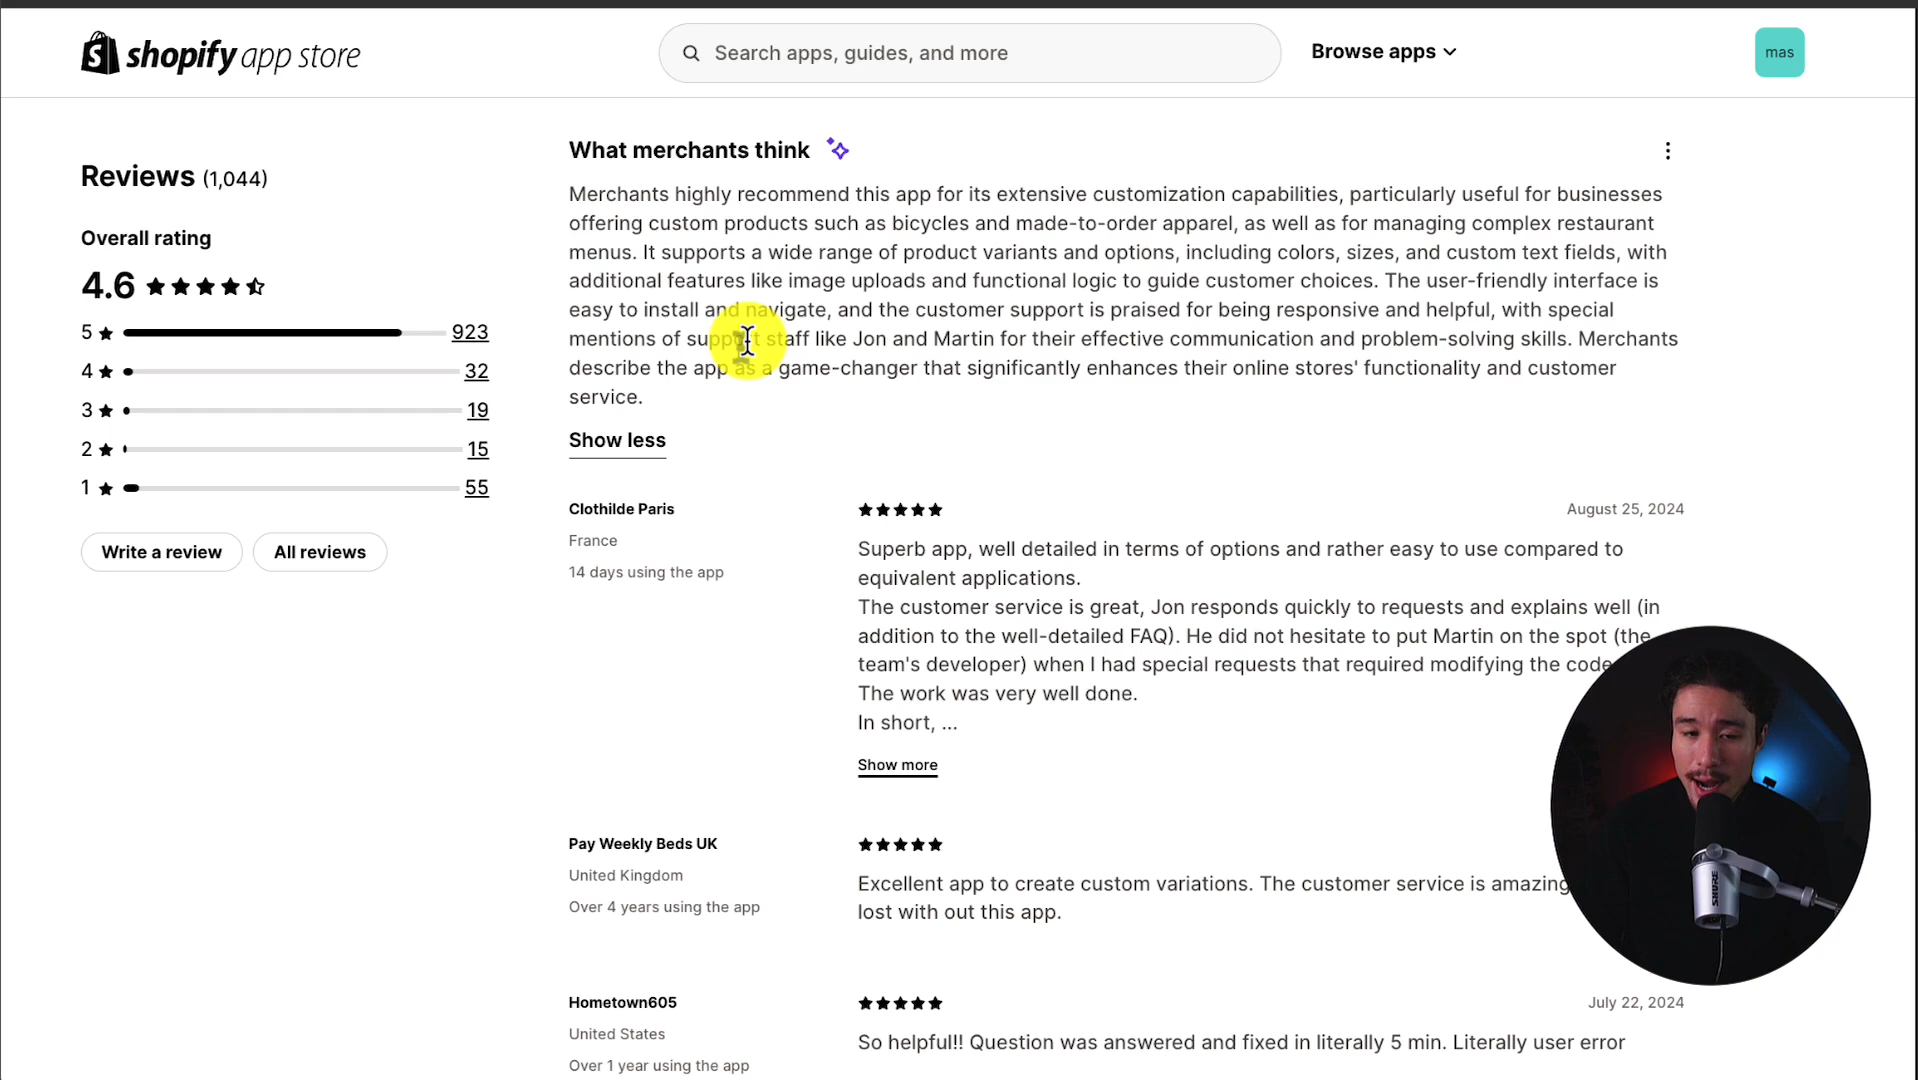 shopify app store
Search apps, guides, and more
Browse apps
mas
Reviews (1,044)
Overall rating
4.6
5 923
4 32
3 19
2 15
1 55
Write a review
All reviews
What merchants think
Merchants highly recommend this app for its extensive customization capabilities, particularly useful for businesses
offering custom products such as bicycles and made-to-order apparel, as well as for managing complex restaurant
menus. It supports a wide range of product variants and options, including colors, sizes, and custom text fields, with
additional features like image uploads and functional logic to guide customer choices. The user-friendly interface is
easy to install and navigate, and the customer support is praised for being responsive and helpful, with special
mentions of support staff like Jon and Martin for their effective communication and problem-solving skills. Merchants
describe the app as a game-changer that significantly enhances their online stores' functionality and customer
service.
Show less
Clothilde Paris
France
14 days using the app
August 25, 2024
Superb app, well detailed in terms of options and rather easy to use compared to
equivalent applications.
The customer service is great, Jon responds quickly to requests and explains well (in
addition to the well-detailed FAQ). He did not hesitate to put Martin on the spot (the
team's developer) when I had special requests that required modifying the code
The work was very well done.
In short, ...
Show more
Pay Weekly Beds UK
United Kingdom
Over 4 years using the app
Excellent app to create custom variations. The customer service is amazing
lost with out this app.
Hometown605
United States
Over 1 year using the app
July 22, 2024
So helpful!! Question was answered and fixed in literally 5 min. Literally user error
SHURE